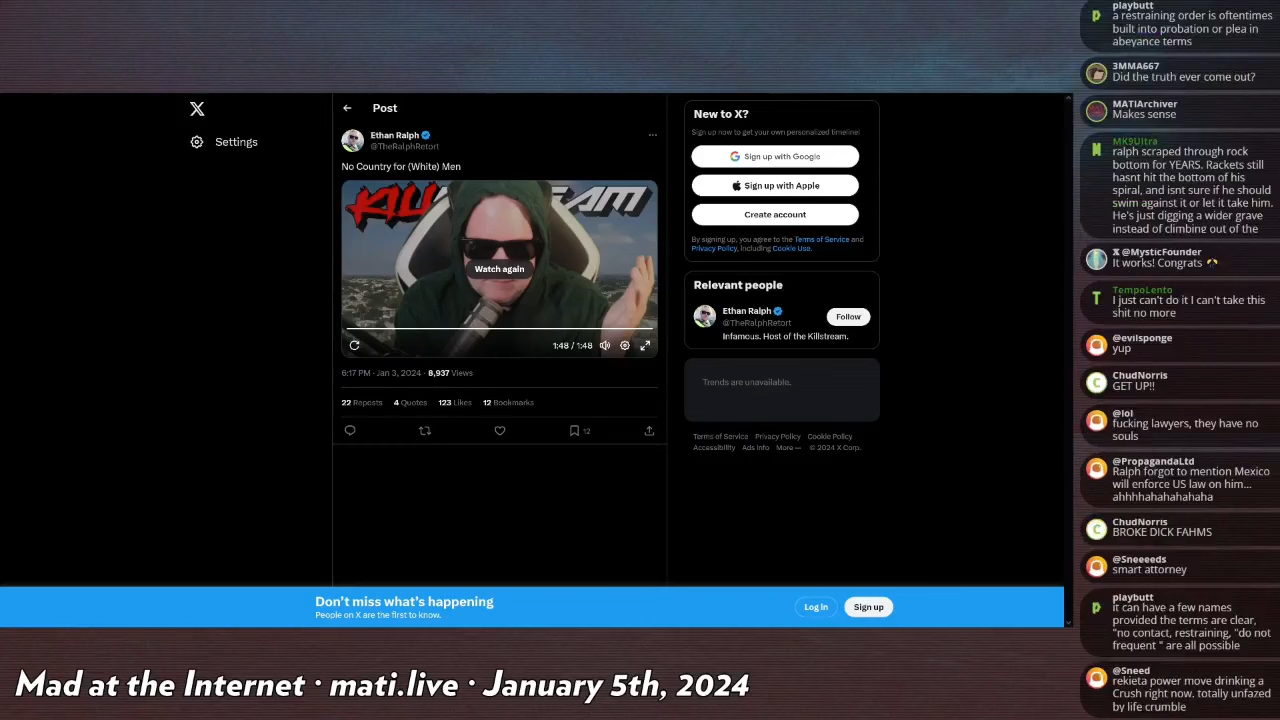 Settings
Post
Ethan Ralph
@TheRalphRetort
No Country for (White) Men
Watch again
1:48 / 1:48
6:17 PM · Jan 3, 2024 · 8,937 Views
22 Reposts 4 Quotes 123 Likes 12 Bookmarks
12
New to X?
Sign up now to get your own personalized timeline!
Sign up with Google
Sign up with Apple
Create account
By signing up, you agree to the Terms of Service and
Privacy Policy, including Cookie Use.
Relevant people
Ethan Ralph
@TheRalphRetort
Follow
Infamous. Host of the Killstream.
Trends are unavailable.
Terms of Service Privacy Policy Cookie Policy
Accessibility Ads info More ··· © 2024 X Corp.
Don't miss what's happening
People on X are the first to know.
Log in
Sign up
playbutt
a restraining order is oftentimes
built into probation or plea in
abeyance terms
3MMA667
Did the truth ever come out?
MATIArchiver
Makes sense
MK9Ultra
ralph scraped through rock
bottom for YEARS. Rackets still
hasnt hit the bottom of his
spiral, and its unclear if he should
swim against it or let it take him.
He's just digging his own grave
instead of climbing out of it
X @MysticFounder
It works! Congrats
TempoLento
I just can't do it I can't take this
shit no more
@evilsponge
yup
ChudNorris
GET UP!!
@lol
fucking lawyers, they have no
souls
@PropagandaLtd
Ralph forgot to mention Mexico
will enforce US law on him...
ahhhhahahahaha
ChudNorris
BROKE DICK FAHMS
@Sneeeeds
smart attorney
playbutt
it can have a few names
provided the terms are clear,
"no contact, restraining, "do not
frequent " are all possible
@Sneed
rekieta power move drinking a
Crush right now. totally unfazed
by life crumble
Mad at the Internet · mati.live · January 5th, 2024